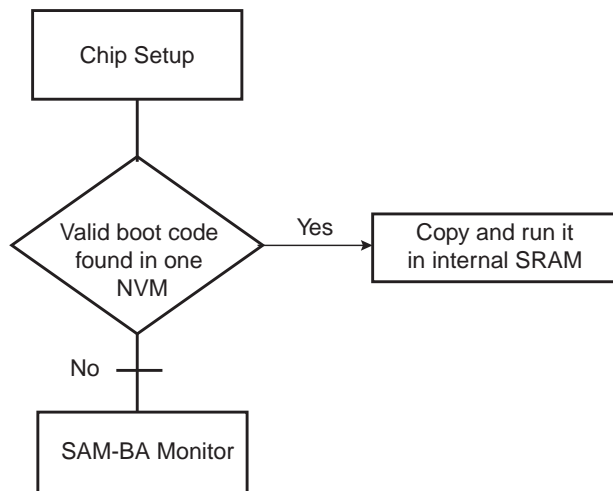 Chip Setup
Valid boot code
found in one
NVM
Yes
Copy and run it
in internal SRAM
No
SAM-BA Monitor